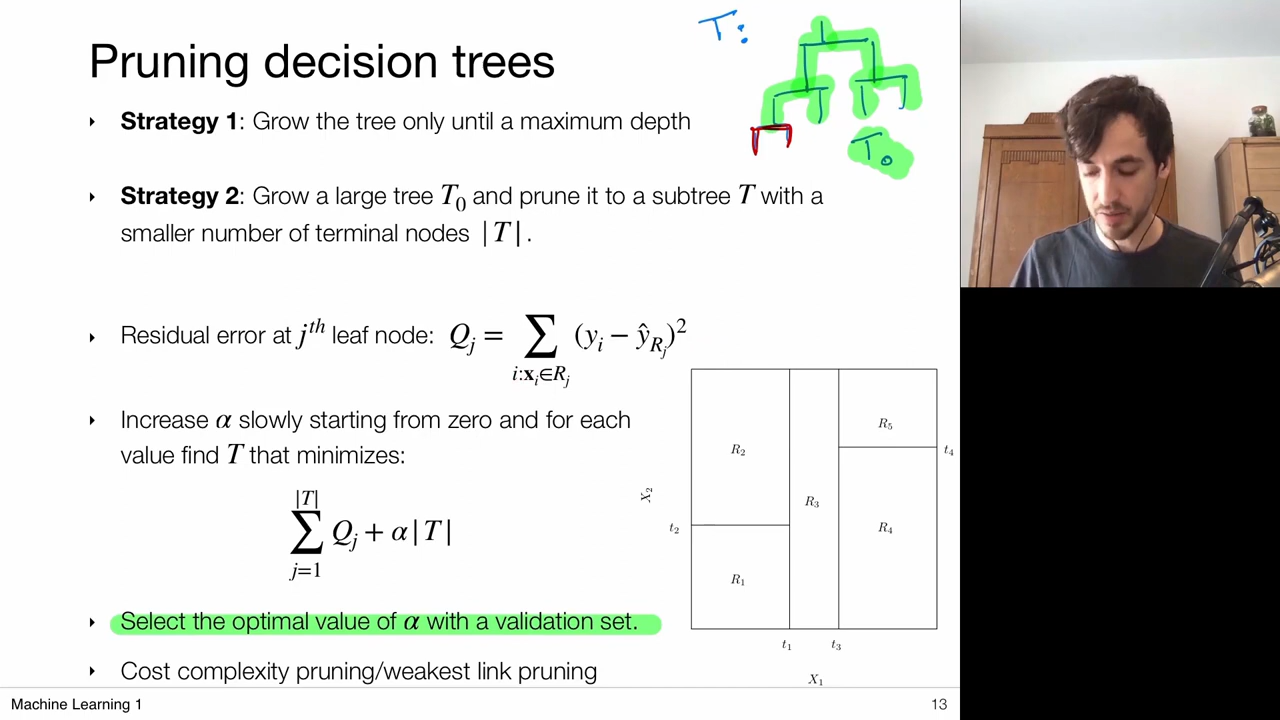 T:
Pruning decision trees
‣ Strategy 1: Grow the tree only until a maximum depth
T₀
‣ Strategy 2: Grow a large tree T₀ and prune it to a subtree T with a
smaller number of terminal nodes |T|.
‣ Residual error at jᵗʰ leaf node: Qⱼ = ∑_{i:𝐱ᵢ∈Rⱼ} (yᵢ − ŷ_{Rⱼ})²
‣ Increase α slowly starting from zero and for each
value find T that minimizes:
∑_{j=1}^{|T|} Qⱼ + α|T|
‣ Select the optimal value of α with a validation set.
‣ Cost complexity pruning/weakest link pruning
R₅
t₄
R₂
X₂
R₃
t₂
R₄
R₁
t₁
t₃
X₁
Machine Learning 1
13